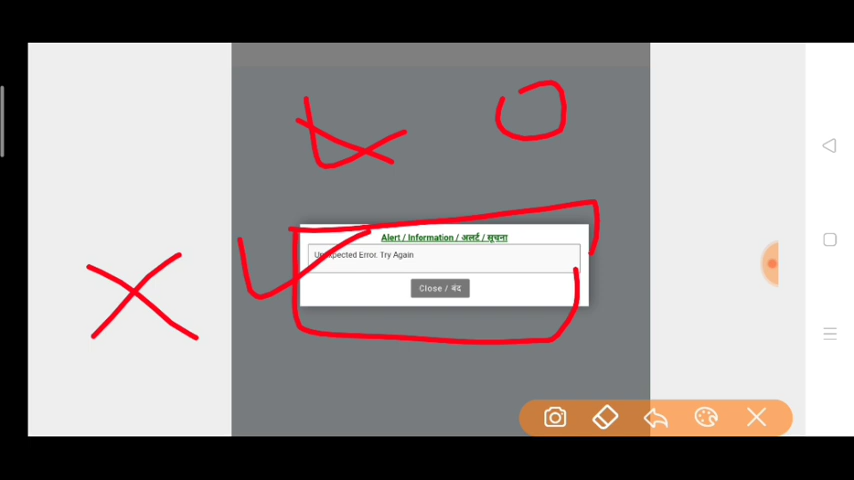 Alert / Information / अलर्ट / सूचना
Unexpected Error. Try Again
Close / बंद